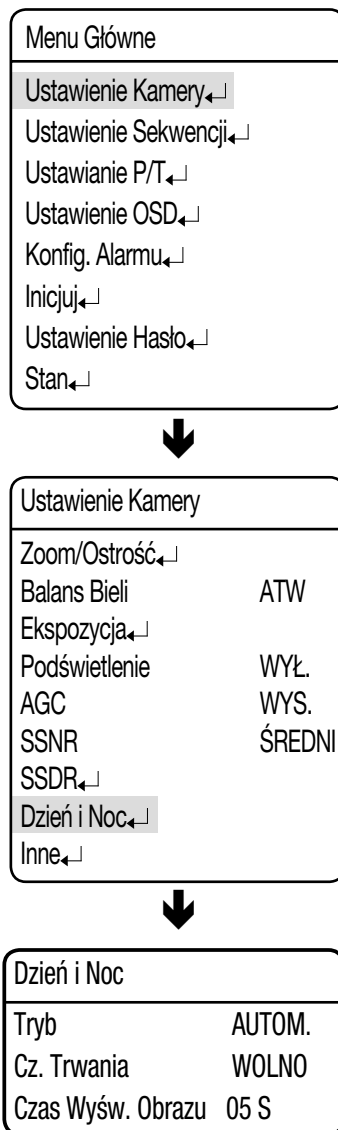 Menu Główne
Ustawienie Kamery↵
Ustawienie Sekwencji↵
Ustawianie P/T↵
Ustawienie OSD↵
Konfig. Alarmu↵
Inicjuj↵
Ustawienie Hasło↵
Stan↵
Ustawienie Kamery
Zoom/Ostrość↵
Balans Bieli ATW
Ekspozycja↵
Podświetlenie WYŁ.
AGC WYS.
SSNR ŚREDNI
SSDR↵
Dzień i Noc↵
Inne↵
Dzień i Noc
Tryb AUTOM.
Cz. Trwania WOLNO
Czas Wyśw. Obrazu 05 S